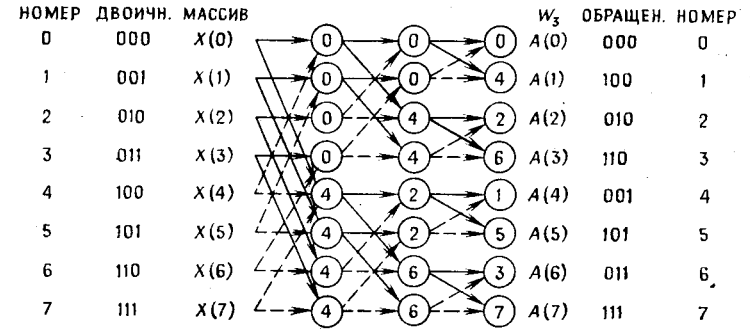 НОМЕР ДВОИЧН. МАССИВ W₃ ОБРАЩЕН. НОМЕР
0 000 X(0) 0 0 0 A(0) 000 0
1 001 X(1) 0 0 4 A(1) 100 1
2 010 X(2) 0 4 2 A(2) 010 2
3 011 X(3) 0 4 6 A(3) 110 3
4 100 X(4) 4 2 1 A(4) 001 4
5 101 X(5) 4 2 5 A(5) 101 5
6 110 X(6) 4 6 3 A(6) 011 6
7 111 X(7) 4 6 7 A(7) 111 7